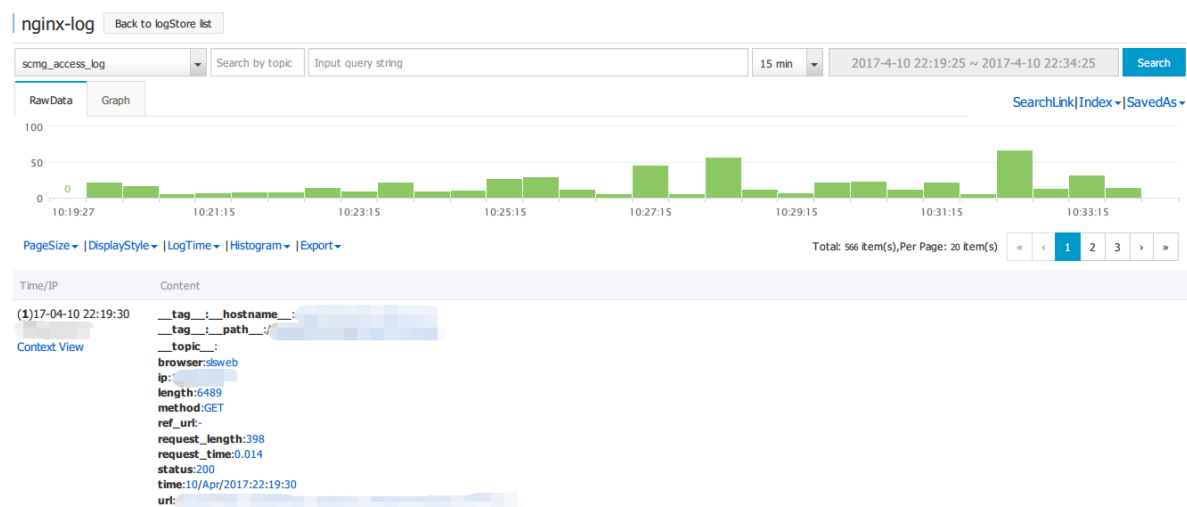 nginx-log Back to logStore list
scmg_access_log Search by topic Input query string 15 min 2017-4-10 22:19:25 ~ 2017-4-10 22:34:25 Search
RawData Graph SearchLink|Index|SavedAs
100
50
0
0
10:19:27 10:21:15 10:23:15 10:25:15 10:27:15 10:29:15 10:31:15 10:33:15
PageSize |DisplayStyle |LogTime |Histogram |Export Total: 566 item(s),Per Page: 20 item(s) « ‹ 1 2 3 › »
Time/IP Content
(1)17-04-10 22:19:30 __tag__:__hostname__:
__tag__:__path__:/
Context View __topic__:
browser:slsweb
ip:
length:6489
method:GET
ref_url:-
request_length:398
request_time:0.014
status:200
time:10/Apr/2017:22:19:30
url: